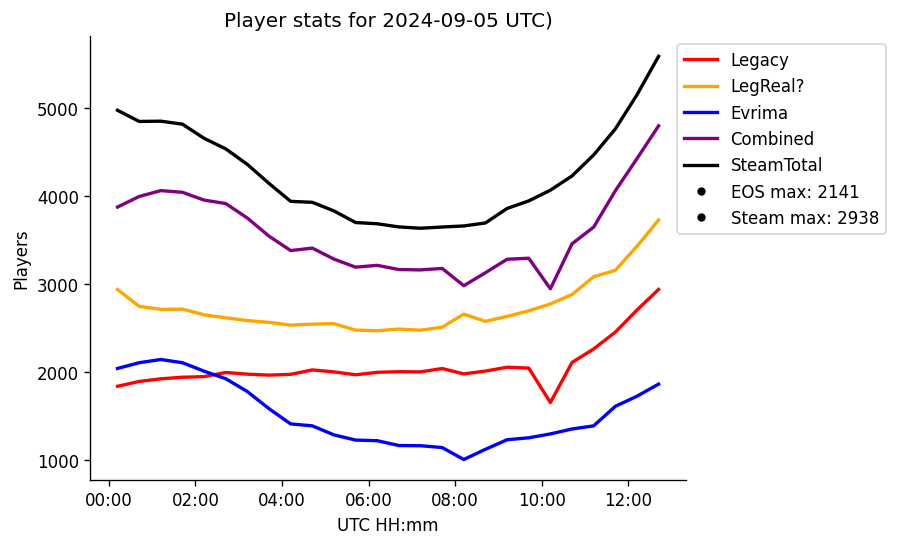 Player stats for 2024-09-05 UTC)
Legacy
LegReal?
Evrima
Combined
SteamTotal
EOS max: 2141
Steam max: 2938
Players
5000
4000
3000
2000
1000
00:00 02:00 04:00 06:00 08:00 10:00 12:00
UTC HH:mm